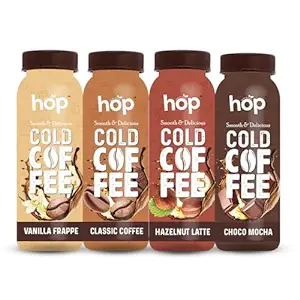 hop
Smooth & Delicious
COLD
COF
FEE
VANILLA FRAPPE
hop
Smooth & Delicious
COLD
COF
FEE
CLASSIC COFFEE
hop
Smooth & Delicious
COLD
COF
FEE
HAZELNUT LATTE
hop
Smooth & Delicious
COLD
COF
FEE
CHOCO MOCHA